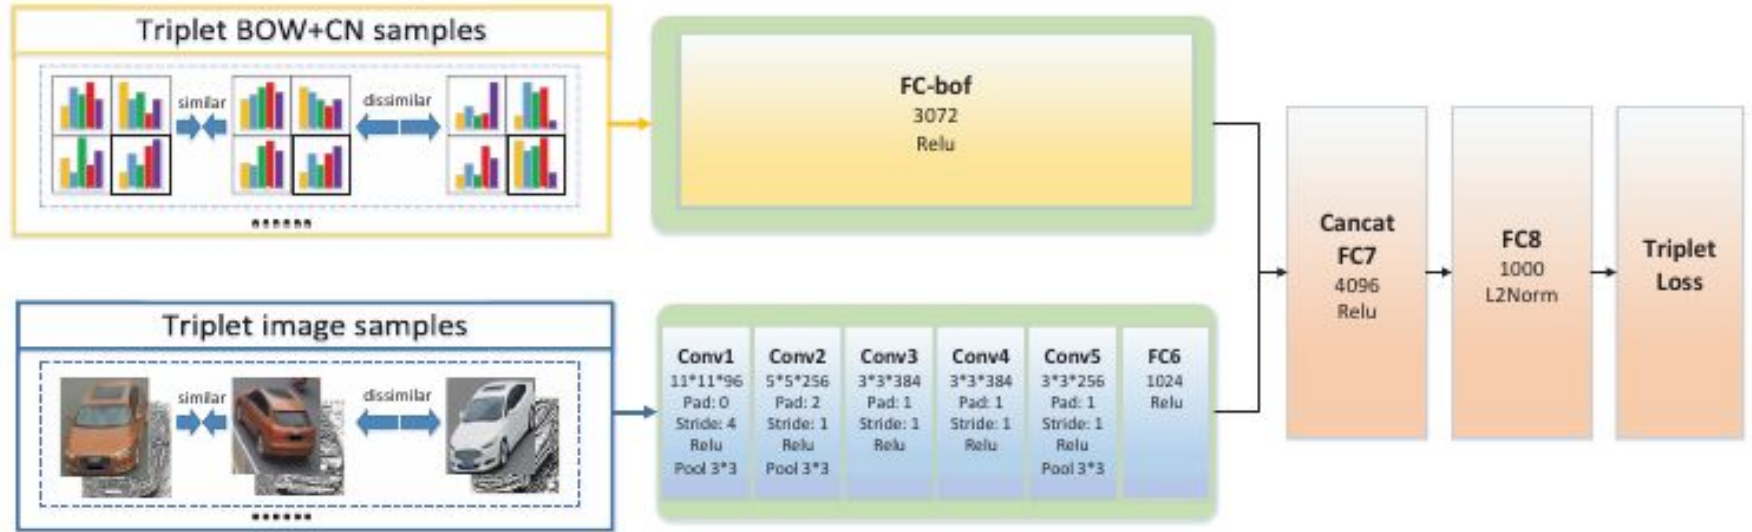 Triplet BOW+CN samples
similar
dissimilar
......
FC-bof
3072
Relu
Triplet image samples
similar
dissimilar
......
Conv1
11*11*96
Pad: 0
Stride: 4
Relu
Pool 3*3
Conv2
5*5*256
Pad: 2
Stride: 1
Relu
Pool 3*3
Conv3
3*3*384
Pad: 1
Stride: 1
Relu
Conv4
3*3*384
Pad: 1
Stride: 1
Relu
Conv5
3*3*256
Pad: 1
Stride: 1
Relu
Pool 3*3
FC6
1024
Relu
Cancat
FC7
4096
Relu
FC8
1000
L2Norm
Triplet
Loss